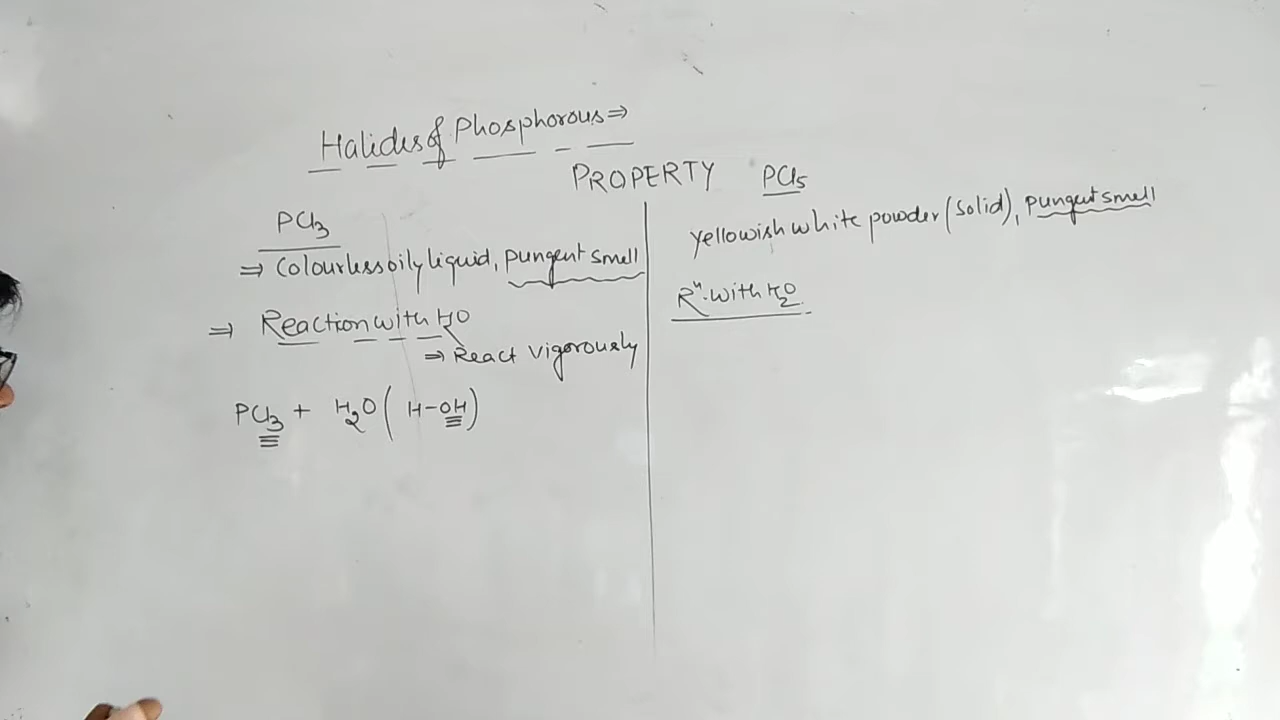 Halides of Phosphorous ⇒
PROPERTY
PCl3
⇒ Colourless oily liquid, pungent smell
⇒ Reaction with H2O
⇒ React vigorously
PCl3 + H2O ( H-OH )
PCl5
yellowish white powder (solid), pungent smell
Rⁿ. with H2O.